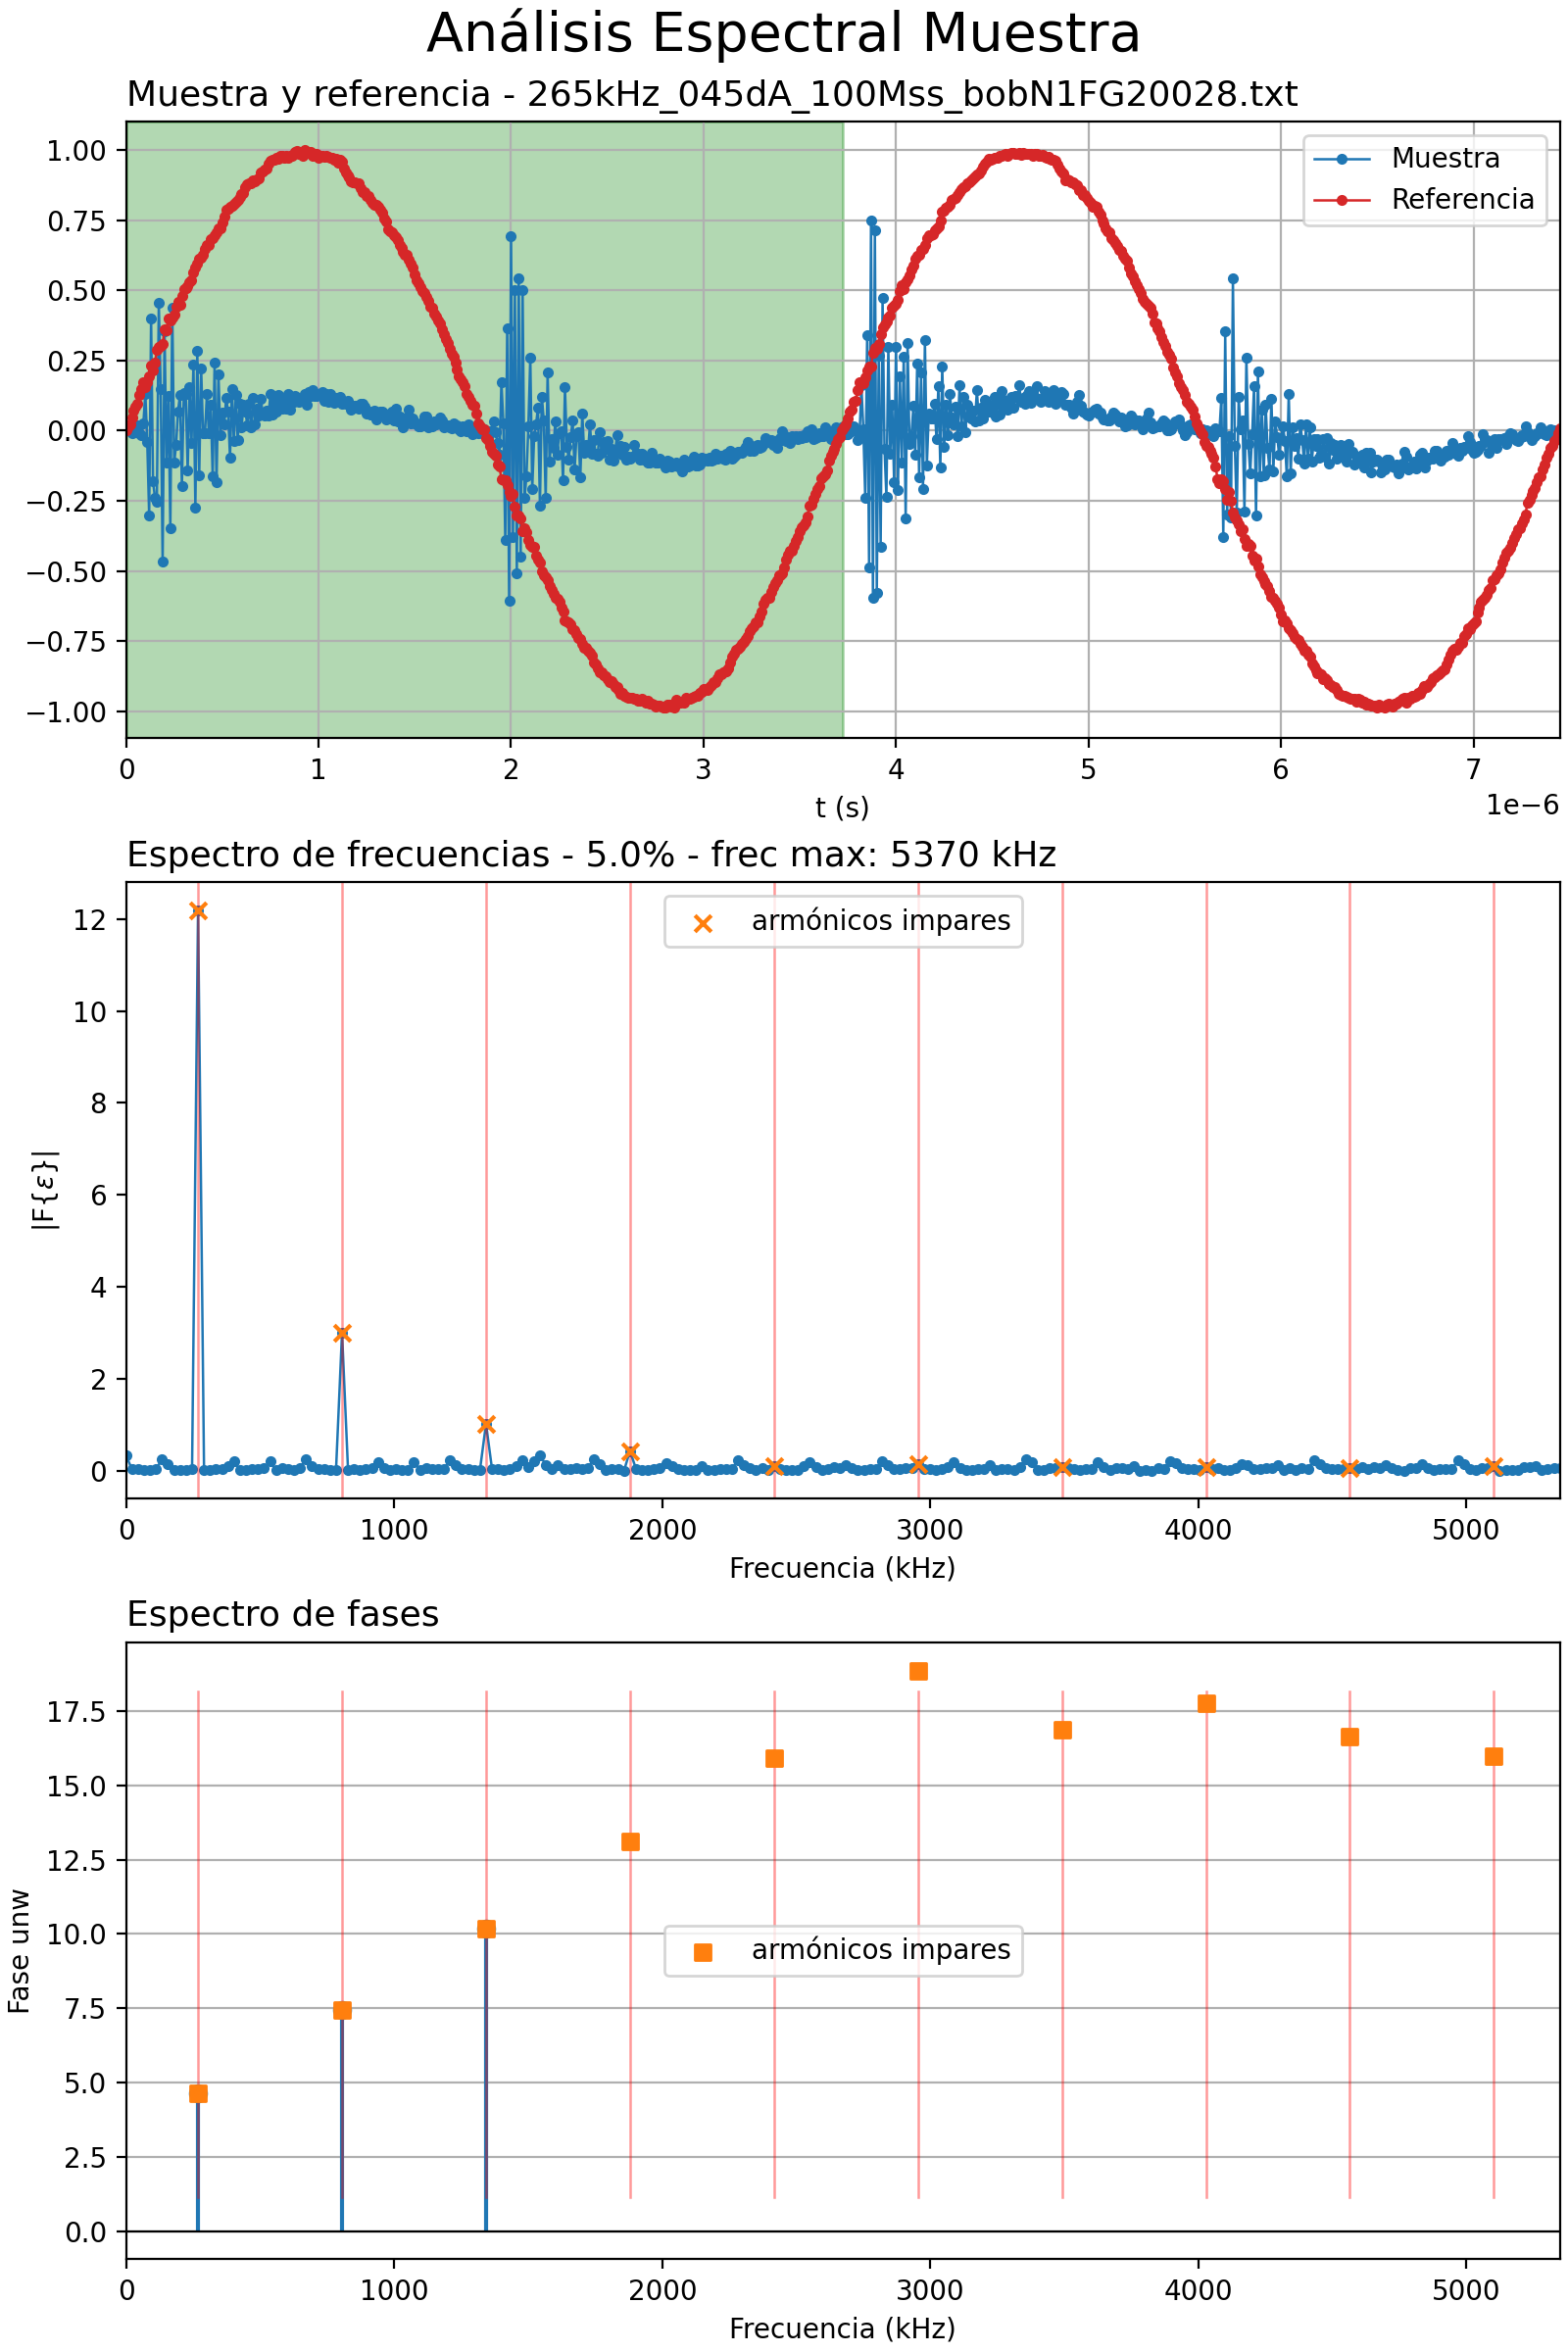 Análisis Espectral Muestra
Muestra y referencia - 265kHz_045dA_100Mss_bobN1FG20028.txt
1.00
0.75
0.50
0.25
0.00
−0.25
−0.50
−0.75
−1.00
Muestra
Referencia
0 1 2 3 4 5 6 7
1e−6
t (s)
Espectro de frecuencias - 5.0% - frec max: 5370 kHz
12
10
8
6
4
2
0
|F{ε}|
armónicos impares
0 1000 2000 3000 4000 5000
Frecuencia (kHz)
Espectro de fases
17.5
15.0
12.5
10.0
7.5
5.0
2.5
0.0
Fase unw
armónicos impares
0 1000 2000 3000 4000 5000
Frecuencia (kHz)